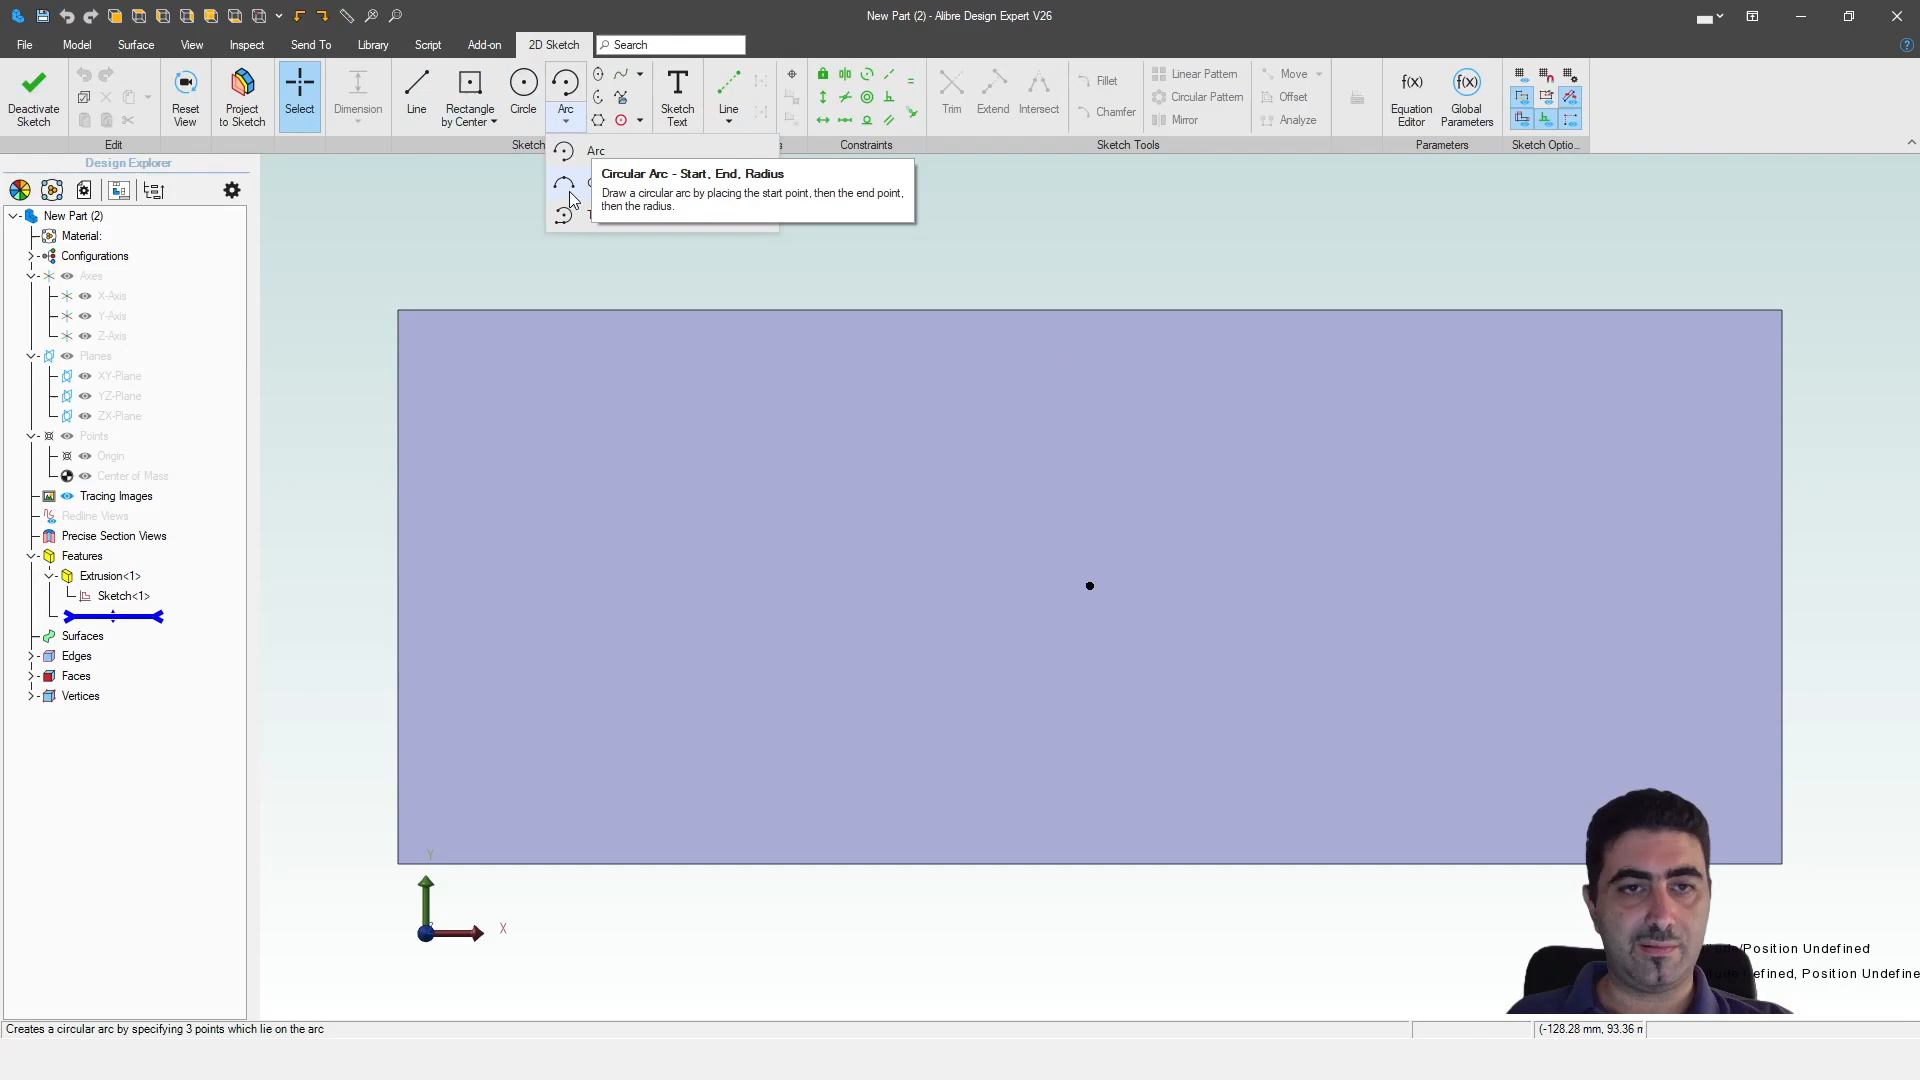 New Part (2) - Alibre Design Expert V26
File
Model
Surface
View
Inspect
Send To
Library
Script
Add-on
2D Sketch
Search
Deactivate
Sketch
Reset
View
Project
to Sketch
Select
Dimension
Line
Rectangle
by Center
Circle
Arc
Sketch
Text
Line
Trim
Extend
Intersect
Fillet
Chamfer
Linear Pattern
Circular Pattern
Mirror
Move
Offset
Analyze
f(x)
Equation
Editor
f(x)
Global
Parameters
Edit
Sketch
Constraints
Sketch Tools
Parameters
Sketch Optio...
Arc
Circular Arc - Start, End, Radius
Draw a circular arc by placing the start point, then the end point,
then the radius.
Design Explorer
New Part (2)
Material:
Configurations
Axes
X-Axis
Y-Axis
Z-Axis
Planes
XY-Plane
YZ-Plane
ZX-Plane
Points
Origin
Center of Mass
Tracing Images
Redline Views
Precise Section Views
Features
Extrusion<1>
Sketch<1>
Surfaces
Edges
Faces
Vertices
Y
X
/Position Undefined
efined, Position Undefine
Creates a circular arc by specifying 3 points which lie on the arc
(-128.28 mm, 93.36 m